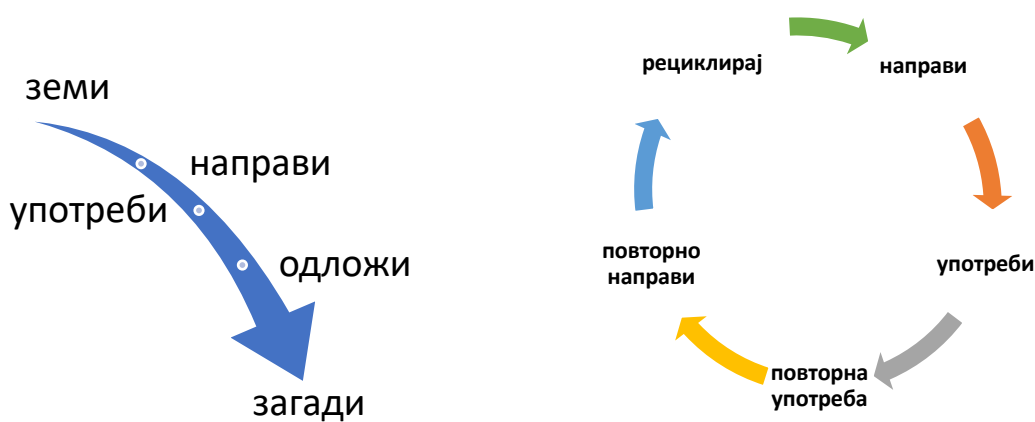 земи
направи
употреби
одложи
загади
рециклирај
направи
употреби
повторна
употреба
повторно
направи